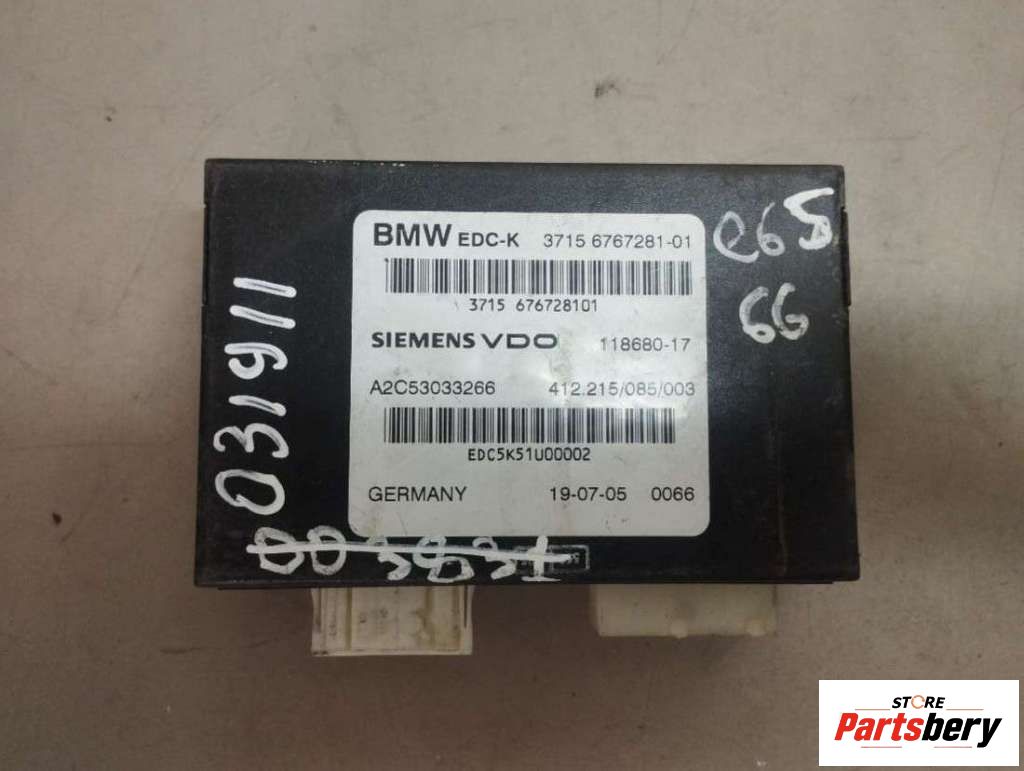 BMW EDC-K 3715 6767281-01
3715 676728101
SIEMENS VDO 118680-17
A2C53033266 412.215/085/003
EDC5K51U00002
GERMANY 19-07-05 0066
e65
66
031911
003831
STORE
Partsbery